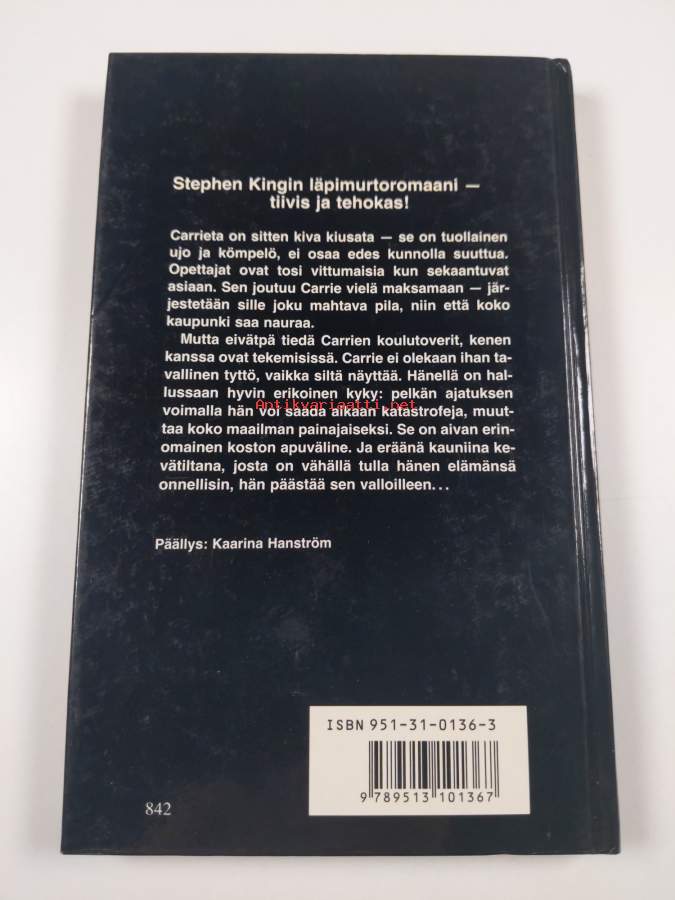 Stephen Kingin läpimurtoromaani —
tiivis ja tehokas!
Carrieta on sitten kiva kiusata — se on tuollainen
ujo ja kömpelö, ei osaa edes kunnolla suuttua.
Opettajat ovat tosi vittumaisia kun sekaantuvat
asiaan. Sen joutuu Carrie vielä maksamaan — jär-
jestetään sille joku mahtava pila, niin että koko
kaupunki saa nauraa.
Mutta eivätpä tiedä Carrien koulutoverit, kenen
kanssa ovat tekemisissä. Carrie ei olekaan ihan ta-
vallinen tyttö, vaikka siltä näyttää. Hänellä on hal-
lussaan hyvin erikoinen kyky: pelkän ajatuksen
Antikvariaatti.net
voimalla hän voi saada aikaan katastrofeja, muut-
taa koko maailman painajaiseksi. Se on aivan erin-
omainen koston apuväline. Ja eräänä kauniina ke-
vätiltana, josta on vähällä tulla hänen elämänsä
onnellisin, hän päästää sen valloilleen...
Päällys: Kaarina Hanström
ISBN 951-31-0136-3
9 789513 101367
842